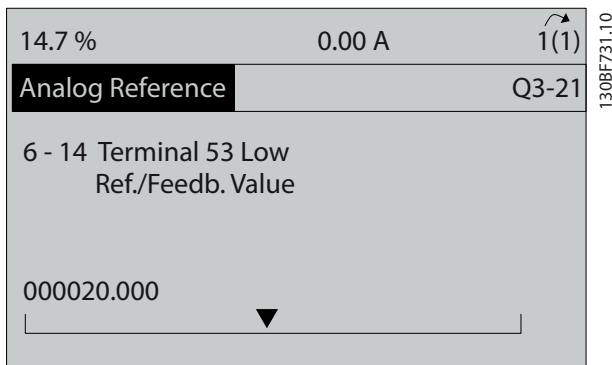 14.7 %
0.00 A
1(1)
Analog Reference
Q3-21
6 - 14 Terminal 53 Low
Ref./Feedb. Value
000020.000
130BF731.10